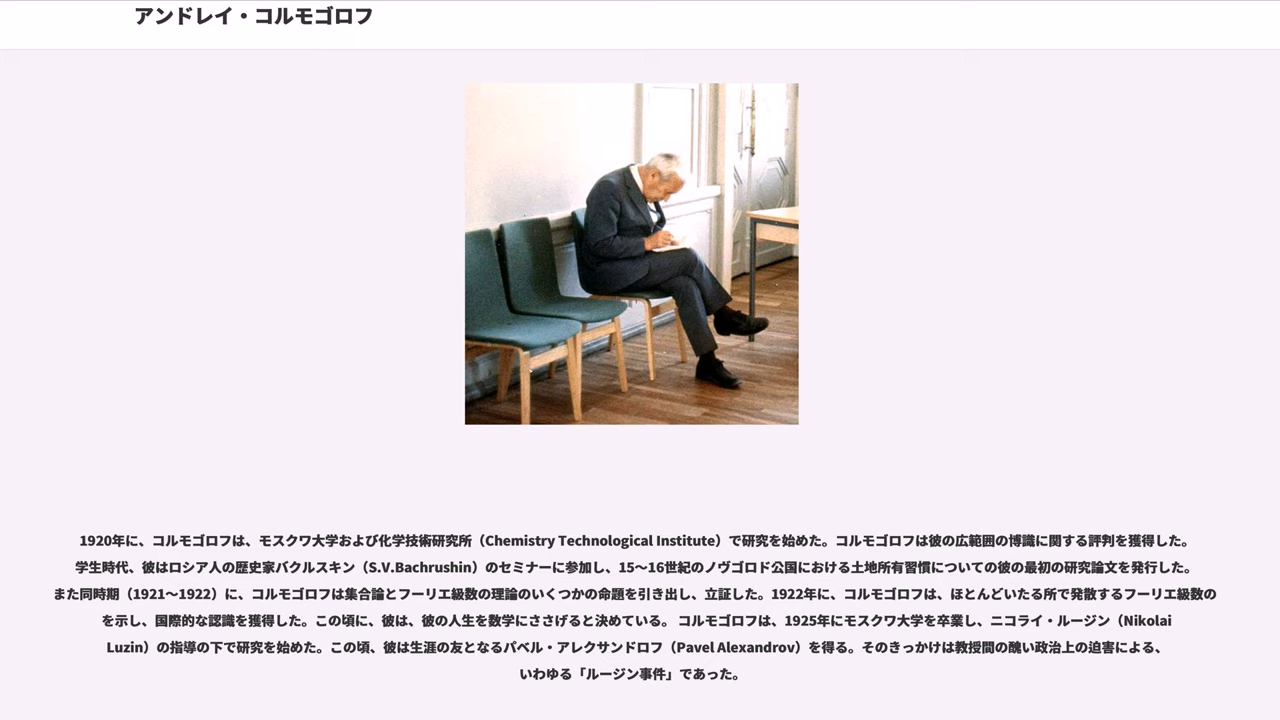 アンドレイ・コルモゴロフ
1920年に、コルモゴロフは、モスクワ大学および化学技術研究所（Chemistry Technological Institute）で研究を始めた。コルモゴロフは彼の広範囲の博識に関する評判を獲得した。
学生時代、彼はロシア人の歴史家バクルスキン（S.V.Bachrushin）のセミナーに参加し、15〜16世紀のノヴゴロド公国における土地所有習慣についての彼の最初の研究論文を発行した。
また同時期（1921〜1922）に、コルモゴロフは集合論とフーリエ級数の理論のいくつかの命題を引き出し、立証した。1922年に、コルモゴロフは、ほとんどいたる所で発散するフーリエ級数の
を示し、国際的な認識を獲得した。この頃に、彼は、彼の人生を数学にささげると決めている。 コルモゴロフは、1925年にモスクワ大学を卒業し、ニコライ・ルージン（Nikolai
Luzin）の指導の下で研究を始めた。この頃、彼は生涯の友となるパベル・アレクサンドロフ（Pavel Alexandrov）を得る。そのきっかけは教授間の醜い政治上の迫害による、
いわゆる「ルージン事件」であった。